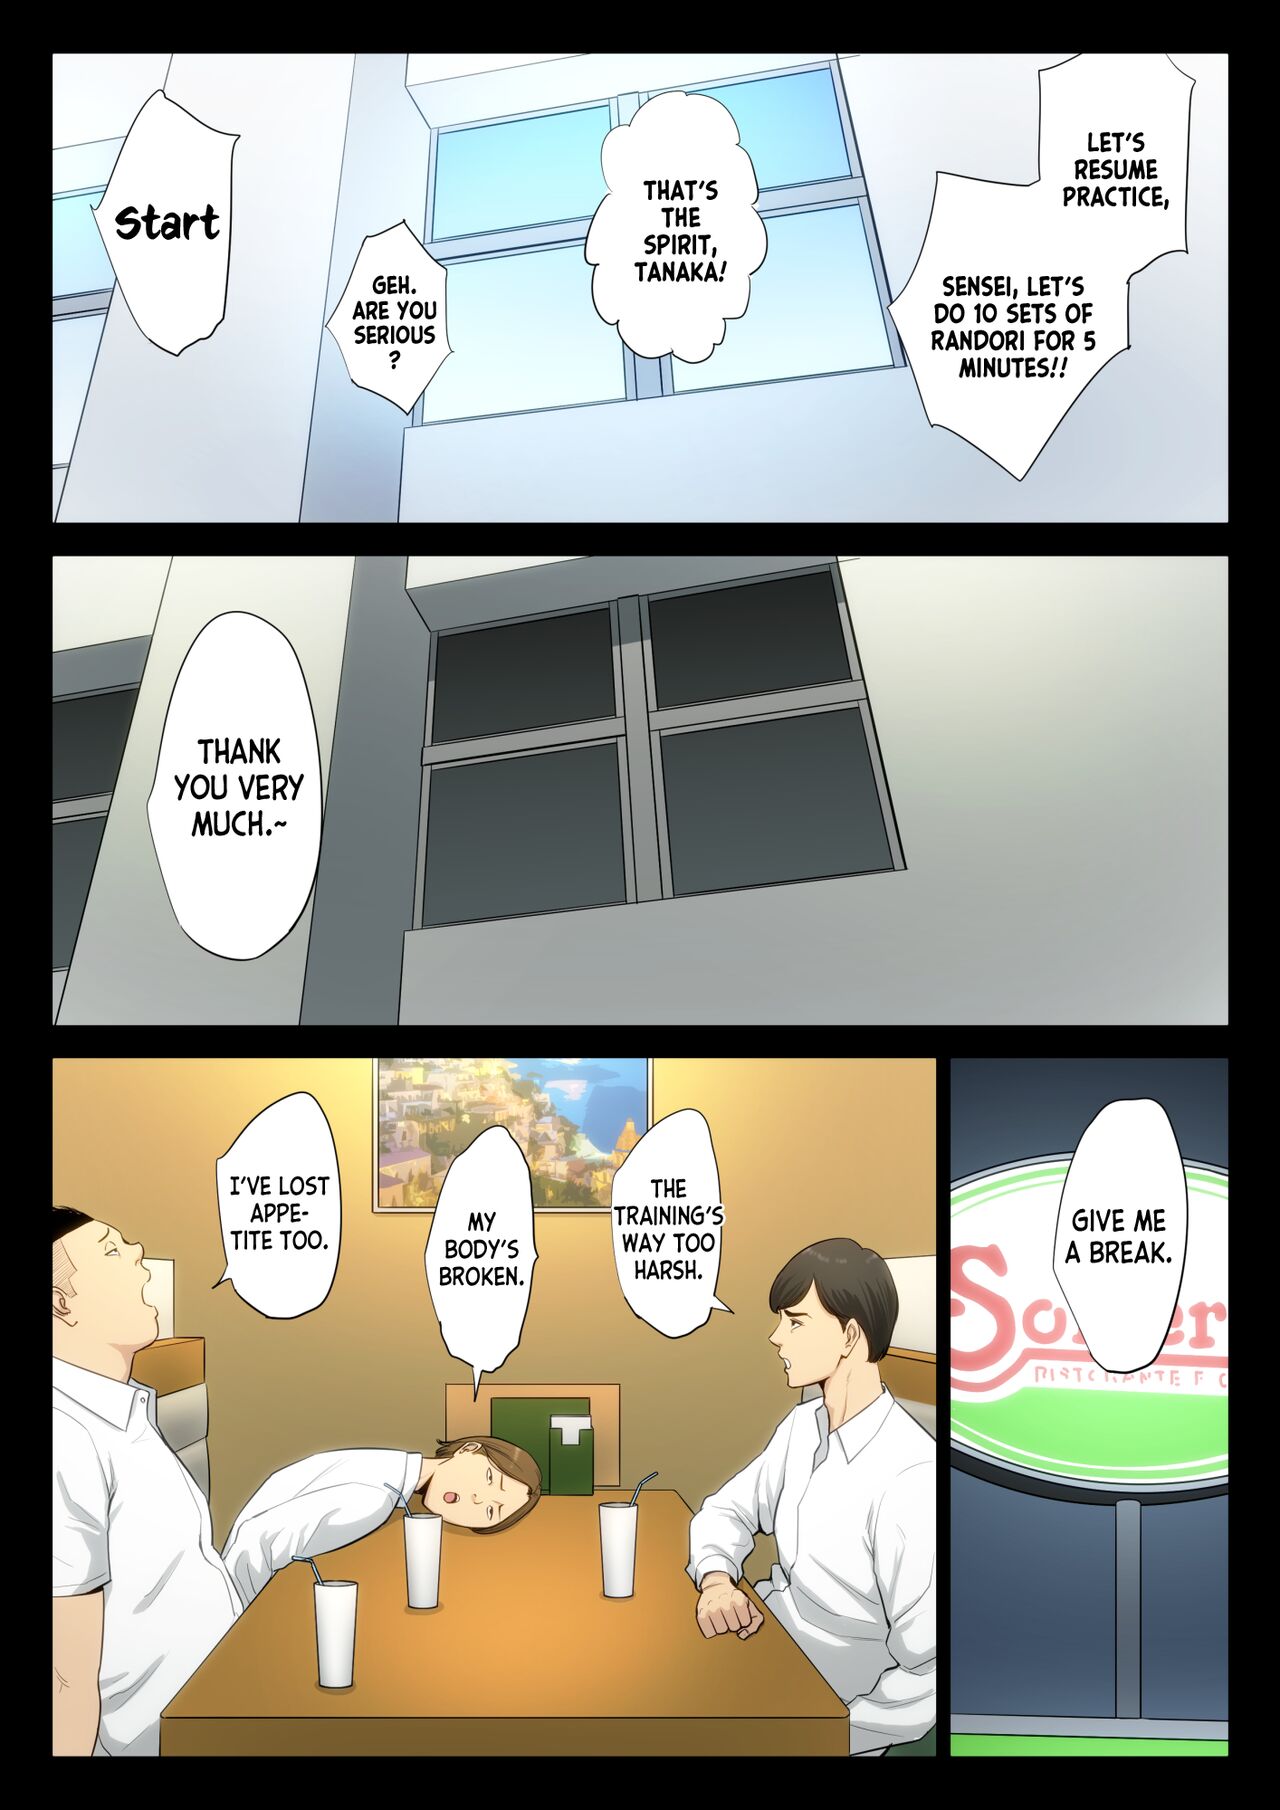 LET'S
RESUME
PRACTICE,
SENSEI, LET'S
DO 10 SETS OF
RANDORI FOR 5
MINUTES!!
THAT'S
THE
SPIRIT,
TANAKA!
GEH.
ARE YOU
SERIOUS
?
Start
THANK
YOU VERY
MUCH.~
GIVE ME
A BREAK.
RISTORANTE
THE
TRAINING'S
WAY TOO
HARSH.
MY
BODY'S
BROKEN.
I'VE LOST
APPE-
TITE TOO.